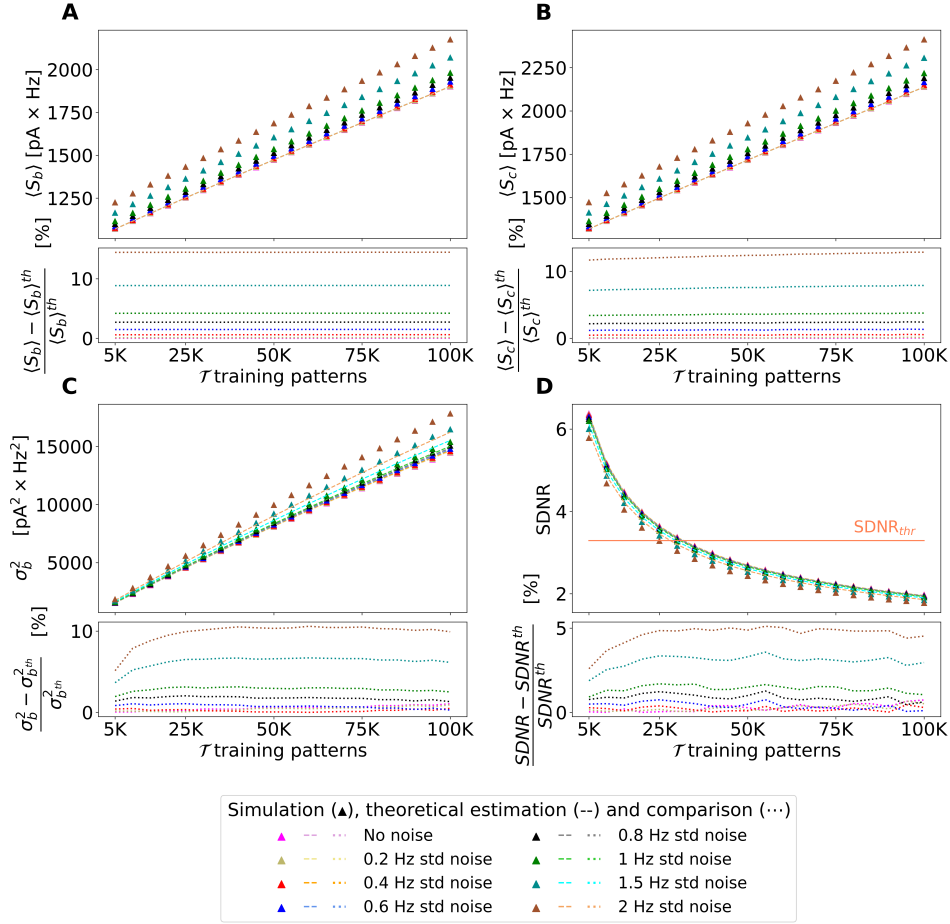 A
⟨S_b⟩ [pA × Hz]
2000
1750
1500
1250
[%]
⟨S_b⟩ − ⟨S_b⟩^th
⟨S_b⟩^th
10
0
5K 25K 50K 75K 100K
𝒯 training patterns
B
⟨S_c⟩ [pA × Hz]
2250
2000
1750
1500
[%]
⟨S_c⟩ − ⟨S_c⟩^th
⟨S_c⟩^th
10
0
5K 25K 50K 75K 100K
𝒯 training patterns
C
σ_b^2 [pA^2 × Hz^2]
15000
10000
5000
[%]
σ_b^2 − σ_b^2^th
σ_b^2^th
10
5
0
5K 25K 50K 75K 100K
𝒯 training patterns
D
SDNR
6
4
2
SDNR_thr
[%]
SDNR − SDNR^th
SDNR^th
5
0
5K 25K 50K 75K 100K
𝒯 training patterns
Simulation (▲), theoretical estimation (--) and comparison (···)
No noise
0.2 Hz std noise
0.4 Hz std noise
0.6 Hz std noise
0.8 Hz std noise
1 Hz std noise
1.5 Hz std noise
2 Hz std noise